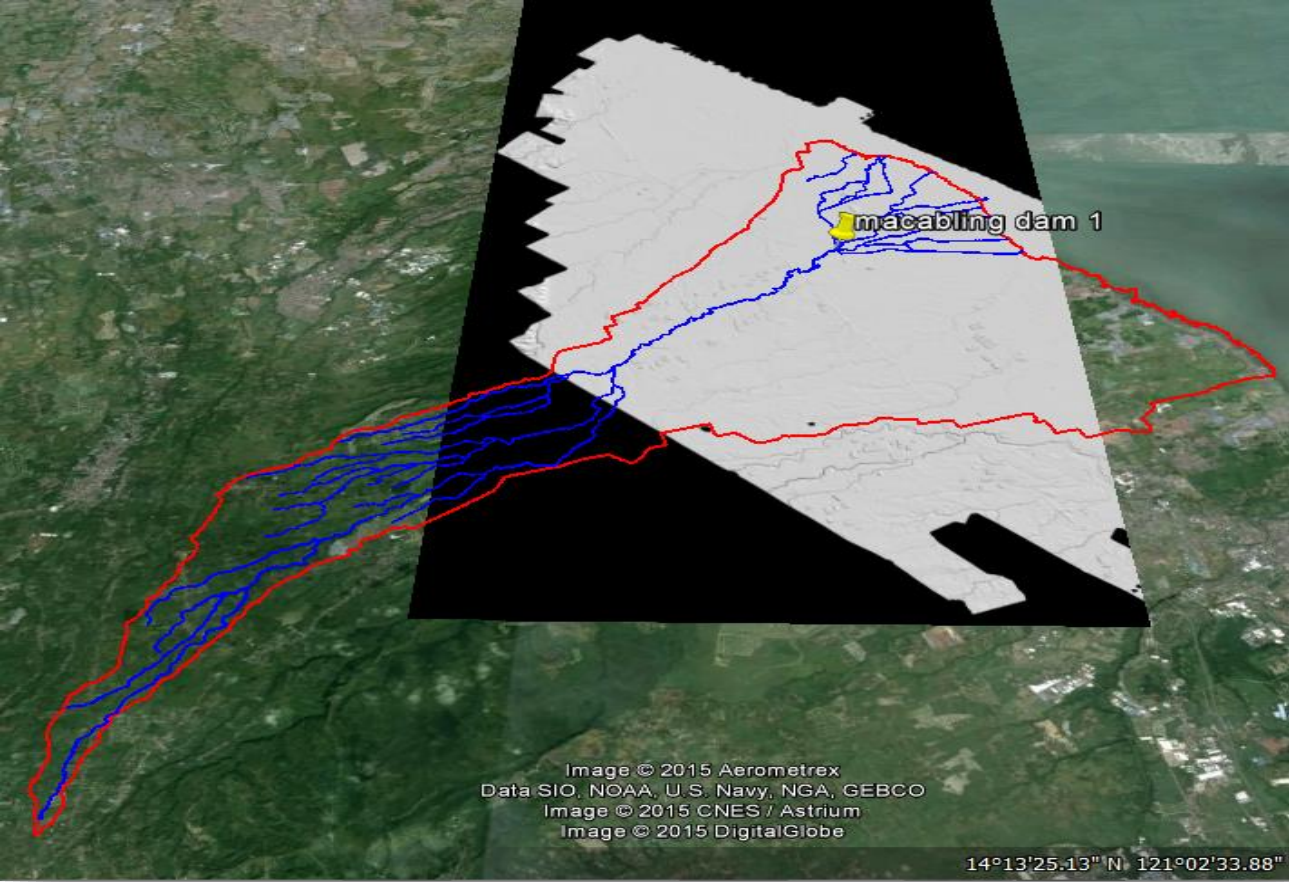 macabling dam 1
Image © 2015 Aerometrex
Data SIO, NOAA, U.S. Navy, NGA, GEBCO
Image © 2015 CNES / Astrium
Image © 2015 DigitalGlobe
14°13'25.13" N 121°02'33.88"